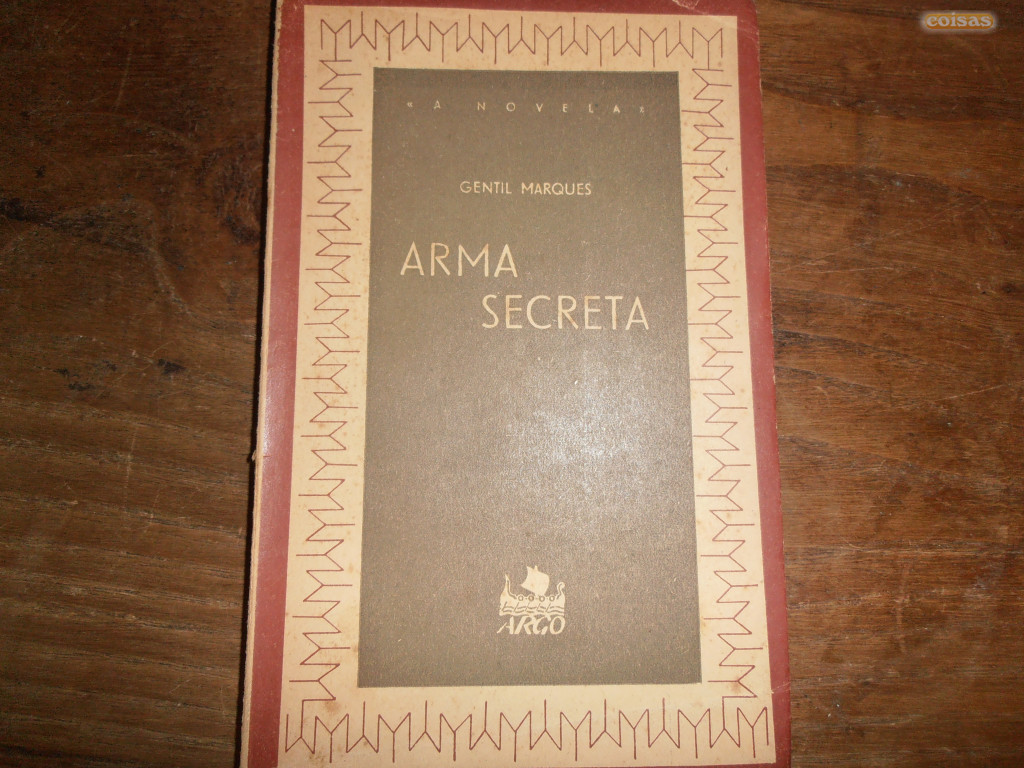 coisas
«A NOVELA»
GENTIL MARQUES
ARMA
SECRETA
ARGO